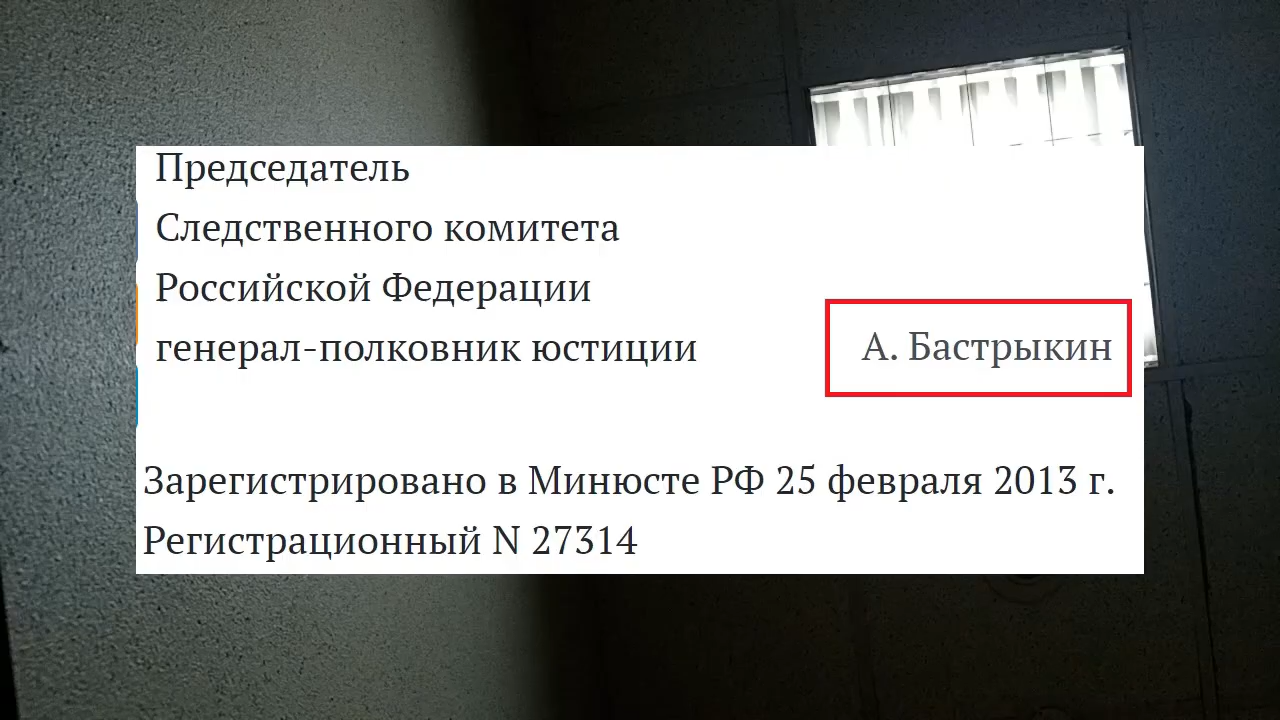 Председатель
Следственного комитета
Российской Федерации
генерал-полковник юстиции А. Бастрыкин
Зарегистрировано в Минюсте РФ 25 февраля 2013 г.
Регистрационный N 27314